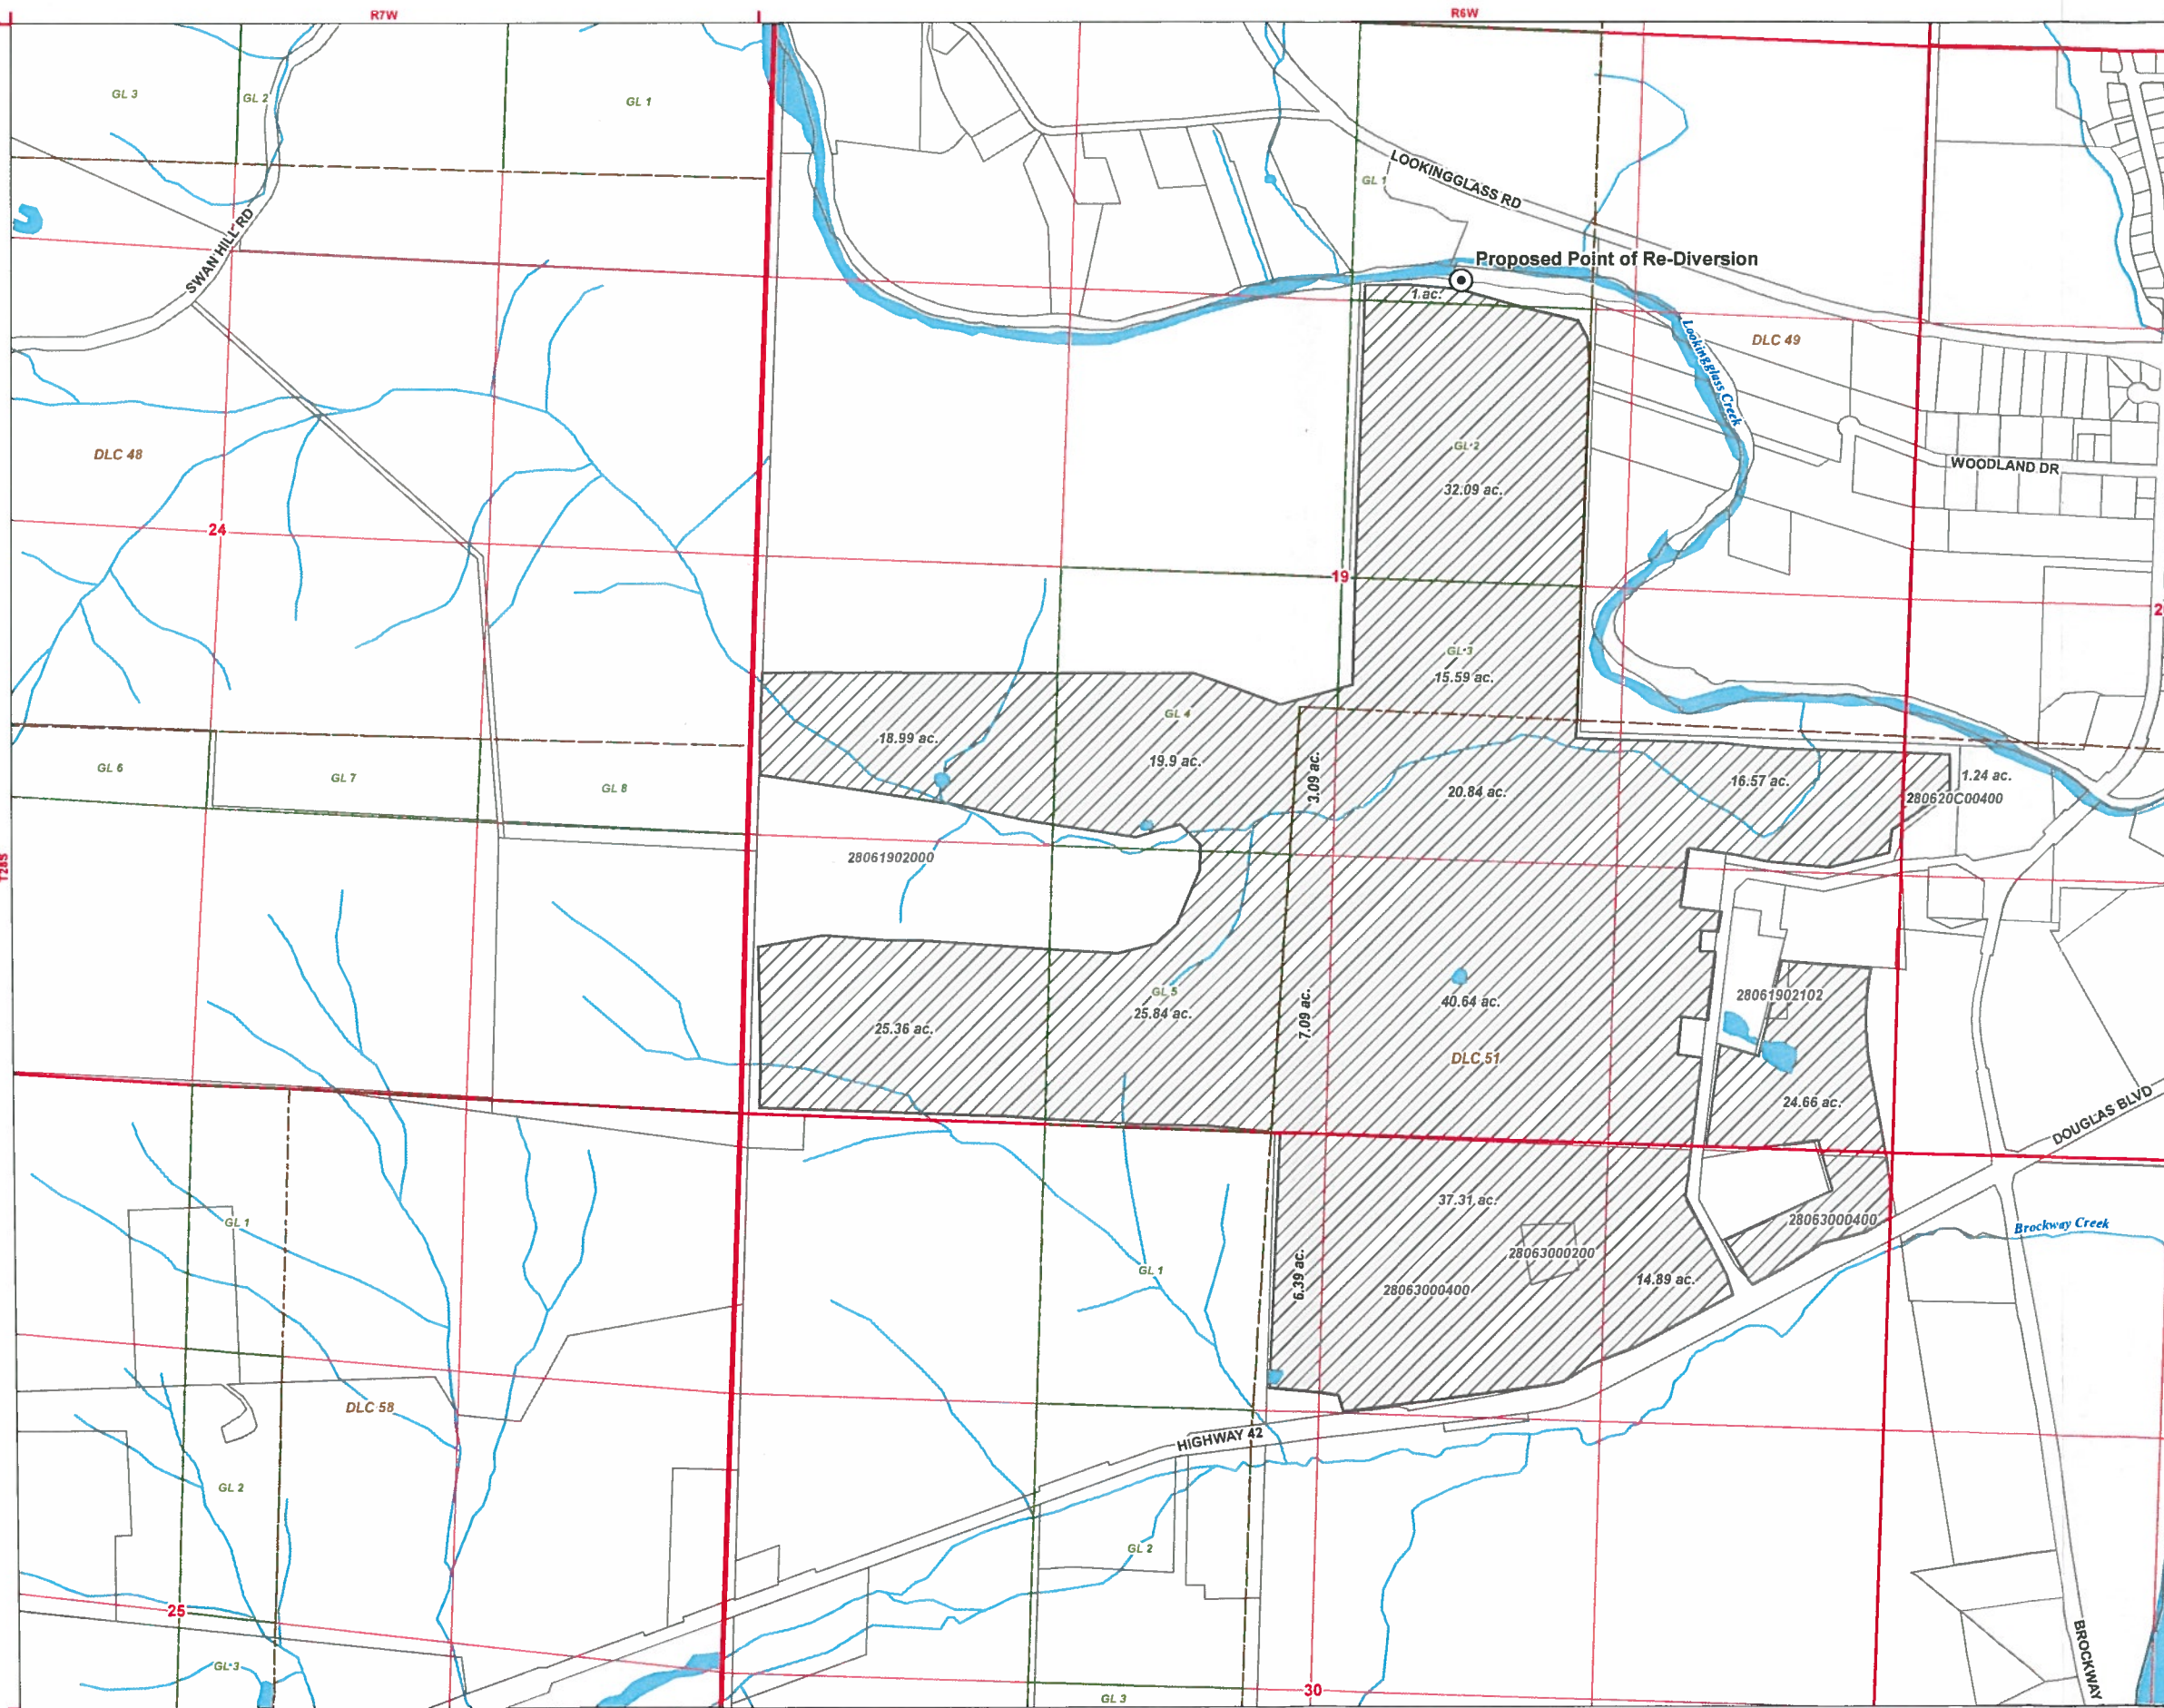 R7W
R6W
GL 3
GL 2
GL 1
LOOKINGGLASS RD
GL 1
SWAN HILL RD
Proposed Point of Re-Diversion
1 ac.
Lookingglass Creek
DLC 49
DLC 48
GL 2
WOODLAND DR
32.09 ac.
24
19
2
GL 3
15.59 ac.
GL 4
18.99 ac.
19.9 ac.
3.09 ac.
20.84 ac.
16.57 ac.
1.24 ac.
280620C00400
GL 6
GL 7
GL 8
28061902000
T28S
GL 5
25.84 ac.
25.36 ac.
7.09 ac.
40.64 ac.
28061902102
DLC 51
24.66 ac.
DOUGLAS BLVD
37.31 ac.
28063000400
Brockway Creek
GL 1
GL 1
6.39 ac.
28063000200
28063000400
14.89 ac.
DLC 58
HIGHWAY 42
GL 2
GL 2
25
BROCKWAY
GL 3
30
GL 3